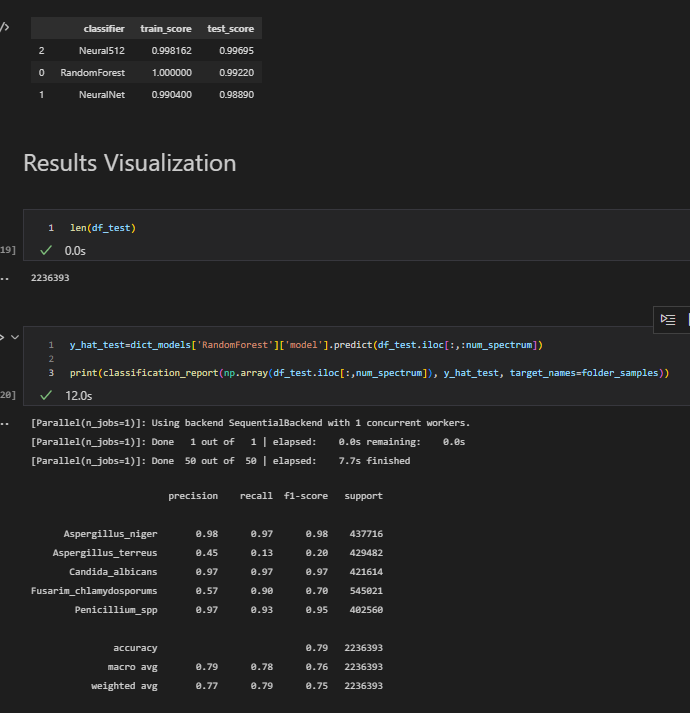 classifier train_score test_score
2 Neural512 0.998162 0.99695
0 RandomForest 1.000000 0.99220
1 NeuralNet 0.990400 0.98890
Results Visualization
1 len(df_test)
19] 0.0s
2236393
1 y_hat_test=dict_models['RandomForest']['model'].predict(df_test.iloc[:,:num_spectrum])
2
3 print(classification_report(np.array(df_test.iloc[:,num_spectrum]), y_hat_test, target_names=folder_samples))
20] 12.0s
[Parallel(n_jobs=1)]: Using backend SequentialBackend with 1 concurrent workers.
[Parallel(n_jobs=1)]: Done 1 out of 1 | elapsed: 0.0s remaining: 0.0s
[Parallel(n_jobs=1)]: Done 50 out of 50 | elapsed: 7.7s finished
precision recall f1-score support
Aspergillus_niger 0.98 0.97 0.98 437716
Aspergillus_terreus 0.45 0.13 0.20 429482
Candida_albicans 0.97 0.97 0.97 421614
Fusarim_chlamydosporums 0.57 0.90 0.70 545021
Penicillium_spp 0.97 0.93 0.95 402560
accuracy 0.79 2236393
macro avg 0.79 0.78 0.76 2236393
weighted avg 0.77 0.79 0.75 2236393